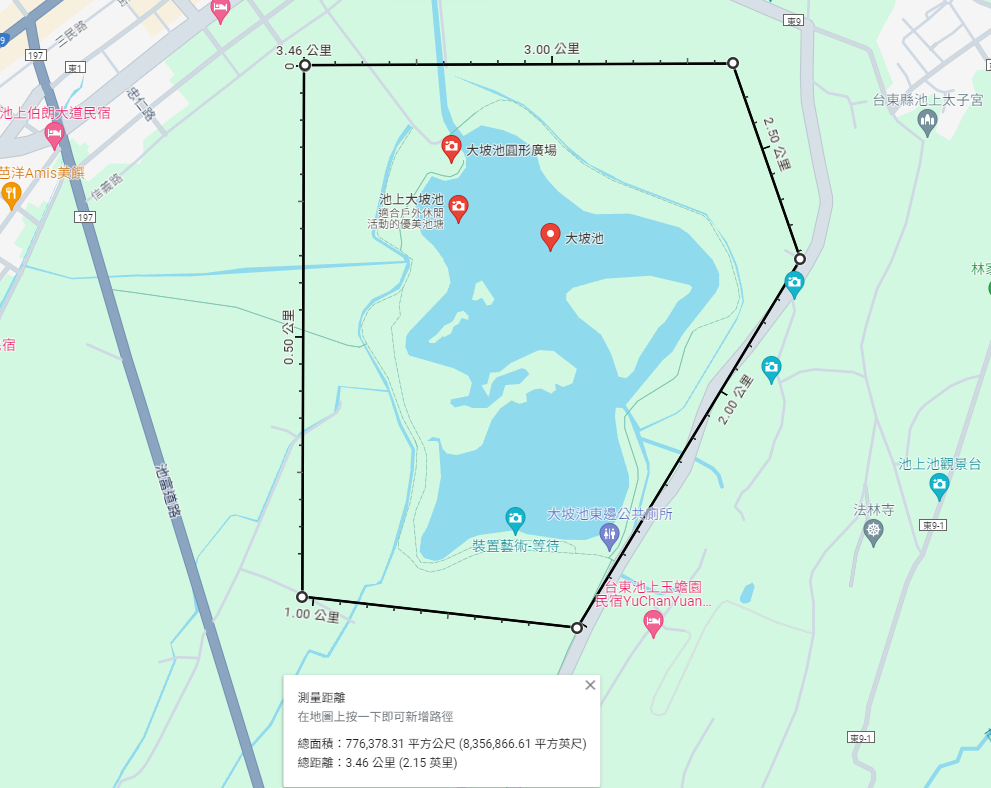 3.46 公里
0
3.00 公里
東9
9
197
三民路
東1
忠仁路
池上伯朗大道民宿
芭洋Amis美饌
信義路
197
2.50 公里
台東縣池上太子宮
大坡池圓形廣場
池上大坡池
適合戶外休閒
活動的優美池塘
大坡池
林家
0.50 公里
宿
2.00 公里
池富道路
池上池觀景台
法林寺
東9-1
大坡池東邊公共廁所
裝置藝術-等待
台東池上玉蟾園
民宿YuChanYuan...
1.00 公里
東9-1
測量距離
在地圖上按一下即可新增路徑
總面積：776,378.31 平方公尺 (8,356,866.61 平方英尺)
總距離：3.46 公里 (2.15 英里)